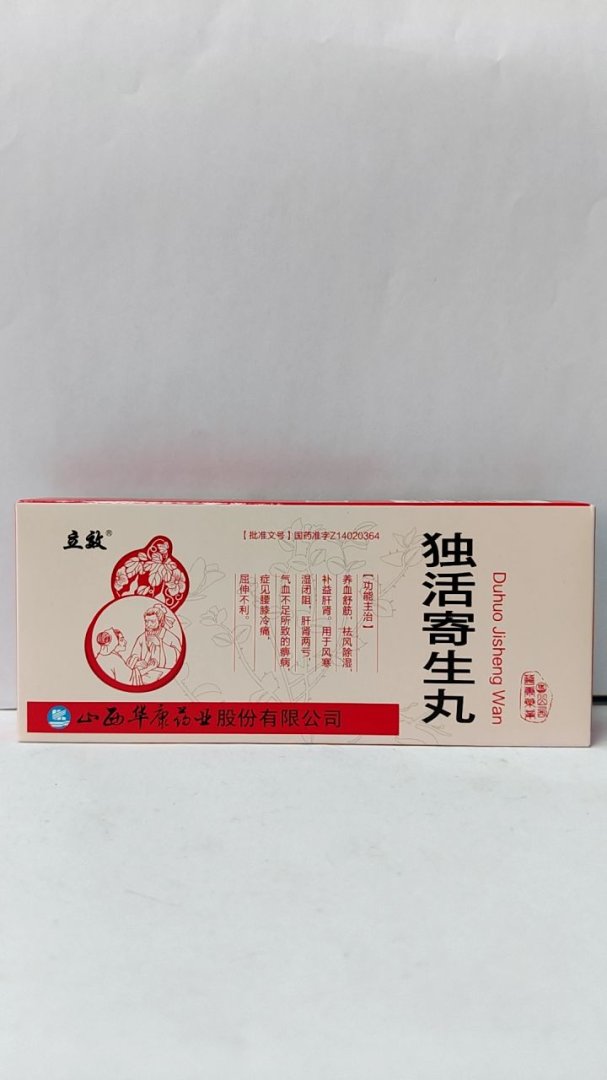 立效®
【批准文号】国药准字Z14020364
独活寄生丸
Duhuo Jisheng Wan
【功能主治】
养血舒筋，祛风除湿，
补益肝肾。用于风寒
湿闭阻，肝肾两亏，
气血不足所致的痹病，
症见腰膝冷痛，
屈伸不利。
山西华康药业股份有限公司